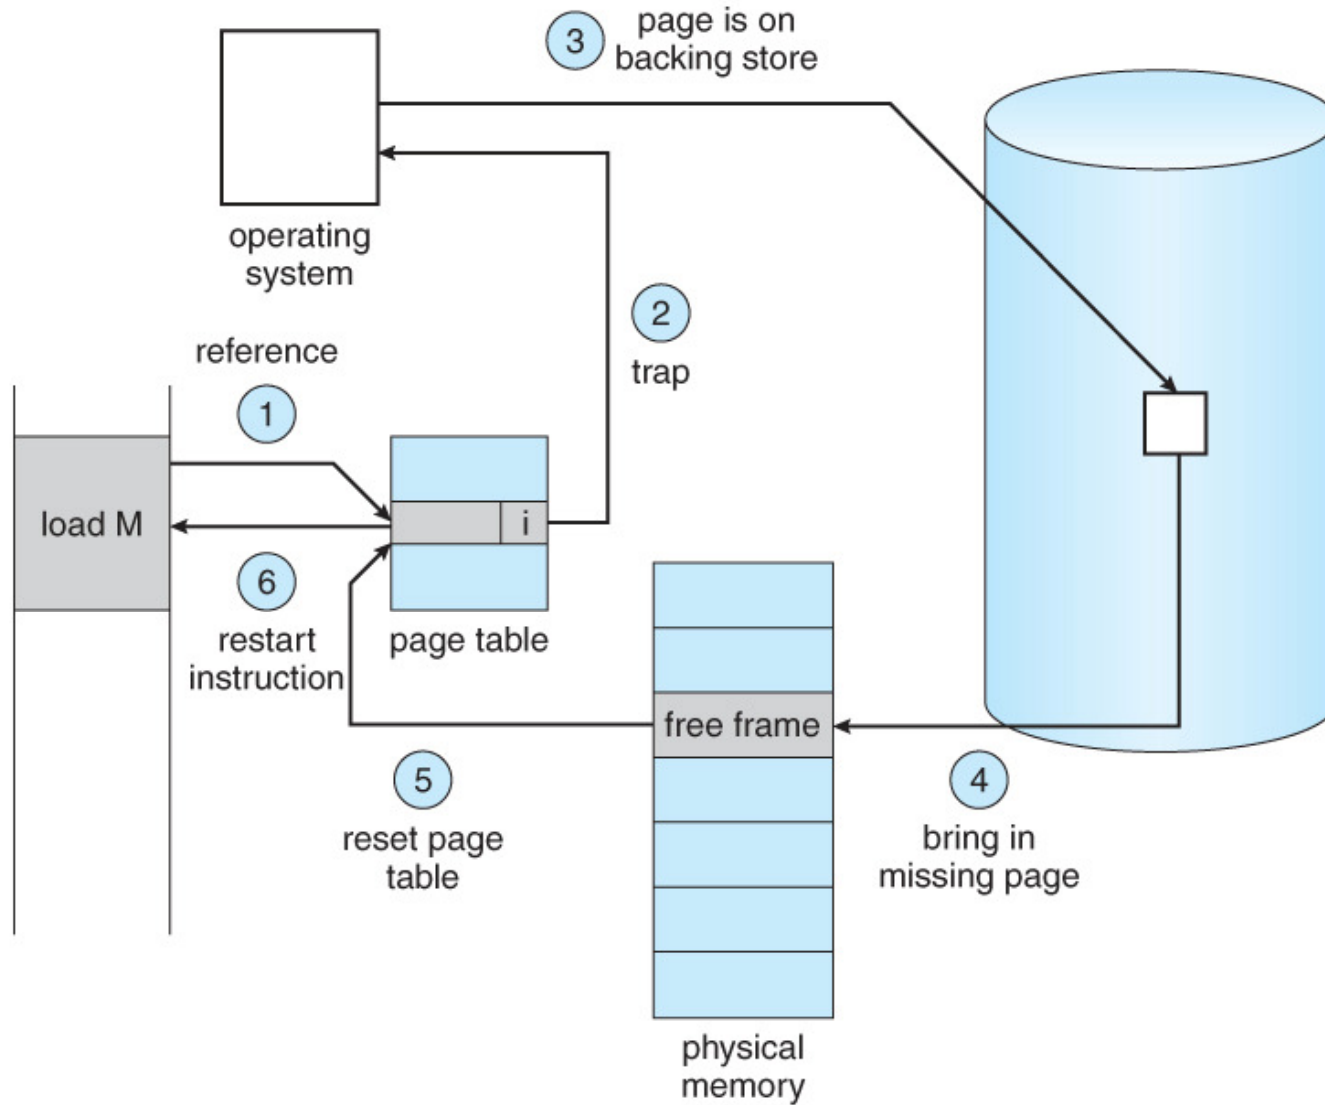 3
page is on
backing store
operating
system
2
trap
reference
1
load M
i
6
restart
instruction
page table
free frame
5
reset page
table
4
bring in
missing page
physical
memory